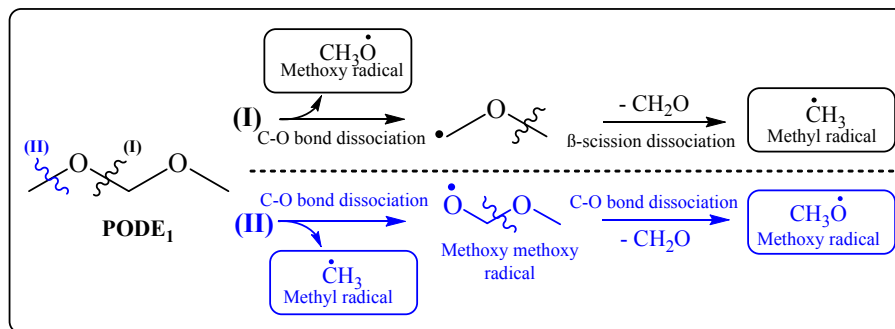 CH3Ȯ
Methoxy radical
(I)
C-O bond dissociation
O
- CH2O
ß-scission dissociation
ĊH3
Methyl radical
(II)
(I)
O
O
PODE1
(II)
C-O bond dissociation
ĊH3
Methyl radical
Ȯ
O
Methoxy methoxy
radical
C-O bond dissociation
- CH2O
CH3Ȯ
Methoxy radical